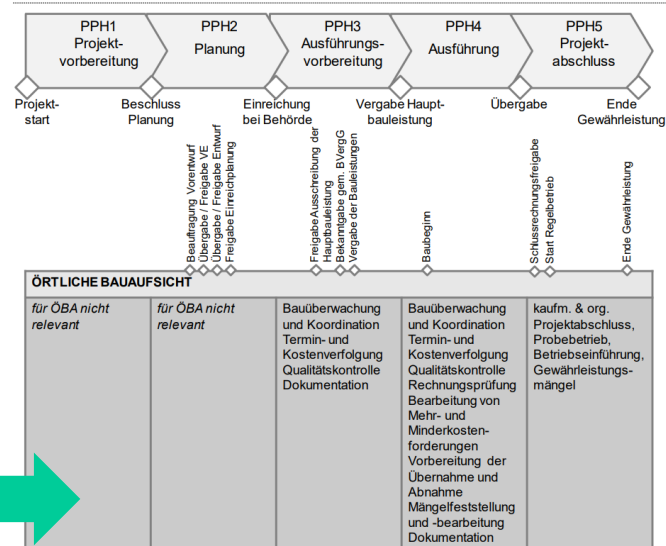 PPH1
Projekt-
vorbereitung
PPH2
Planung
PPH3
Ausführungs-
vorbereitung
PPH4
Ausführung
PPH5
Projekt-
abschluss
Projekt-
start
Beschluss
Planung
Einreichung
bei Behörde
Vergabe Haupt-
bauleistung
Übergabe
Ende
Gewährleistung
Beauftragung Vorentwurf
Übergabe / Freigabe VE
Übergabe / Freigabe Entwurf
Freigabe Einreichplanung
Freigabe Ausschreibung der
Hauptbauleistung
Bekanntgabe gem. BVergG
Vergabe der Bauleistungen
Baubeginn
Schlussrechnungsfreigabe
Start Regelbetrieb
Ende Gewährleistung
ÖRTLICHE BAUAUFSICHT
für ÖBA nicht
relevant
für ÖBA nicht
relevant
Bauüberwachung
und Koordination
Termin- und
Kostenverfolgung
Qualitätskontrolle
Dokumentation
Bauüberwachung
und Koordination
Termin- und
Kostenverfolgung
Qualitätskontrolle
Rechnungsprüfung
Bearbeitung von
Mehr- und
Minderkosten-
forderungen
Vorbereitung der
Übernahme und
Abnahme
Mängelfeststellung
und -bearbeitung
Dokumentation
kaufm. & org.
Projektabschluss,
Probebetrieb,
Betriebseinführung,
Gewährleistungs-
mängel